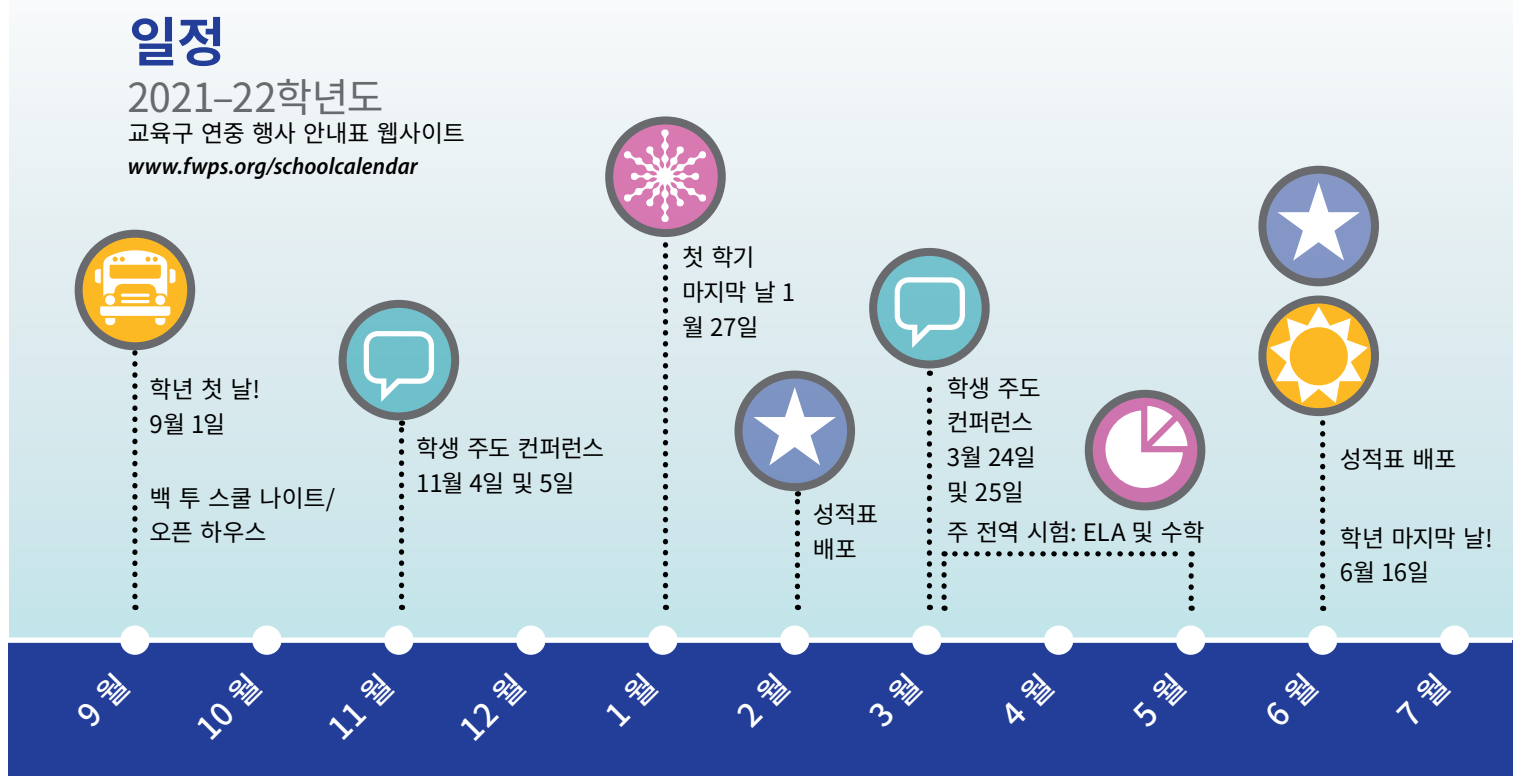 일정
2021–22학년도
교육구 연중 행사 안내표 웹사이트
www.fwps.org/schoolcalendar
학년 첫 날!
9월 1일
백 투 스쿨 나이트/
오픈 하우스
학생 주도 컨퍼런스
11월 4일 및 5일
첫 학기
마지막 날 1
월 27일
성적표
배포
학생 주도
컨퍼런스
3월 24일
및 25일
주 전역 시험: ELA 및 수학
성적표 배포
학년 마지막 날!
6월 16일
9 월
10 월
11 월
12 월
1 월
2 월
3 월
4 월
5 월
6 월
7 월